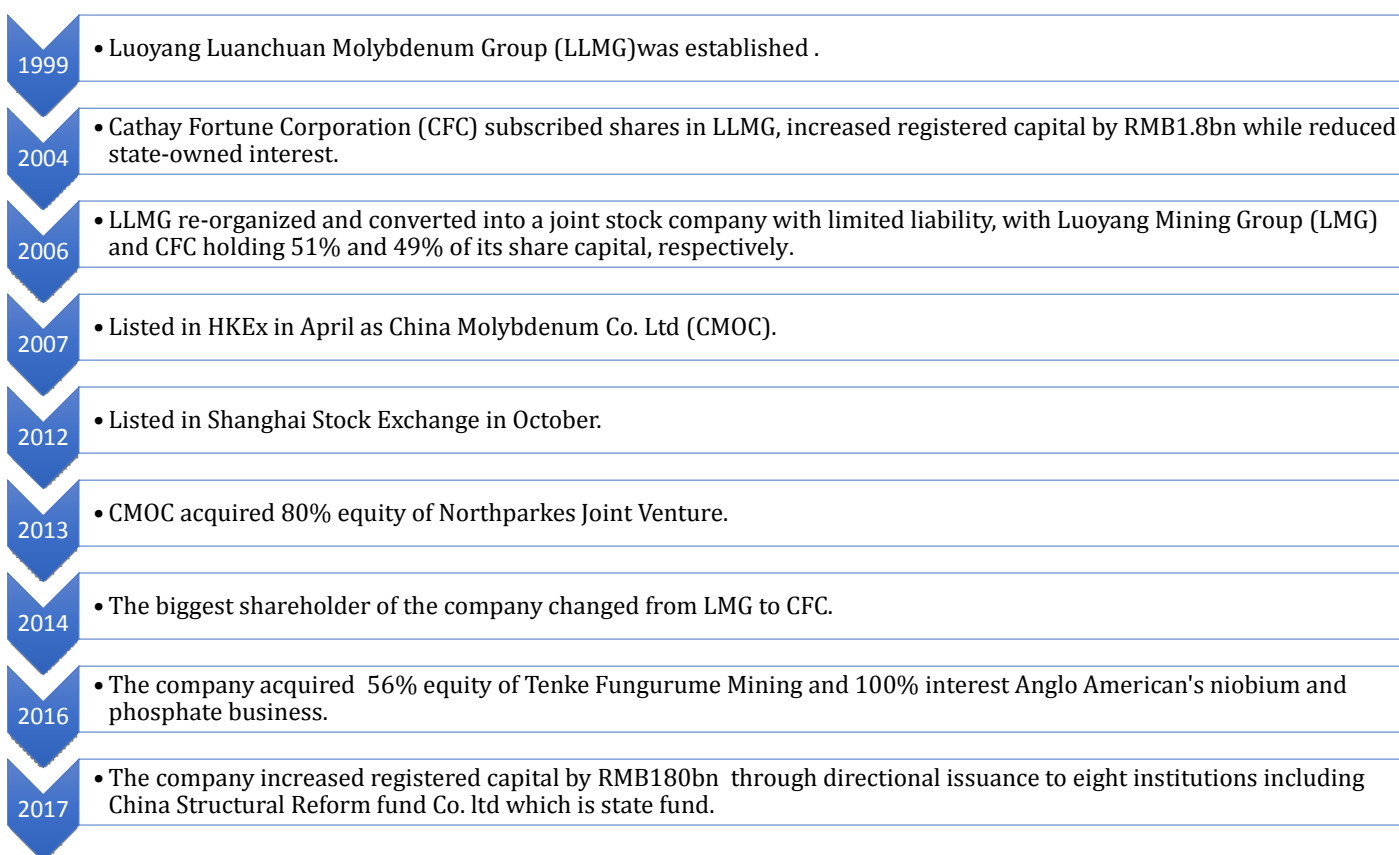 1999
• Luoyang Luanchuan Molybdenum Group (LLMG)was established .
2004
• Cathay Fortune Corporation (CFC) subscribed shares in LLMG, increased registered capital by RMB1.8bn while reduced
state-owned interest.
2006
• LLMG re-organized and converted into a joint stock company with limited liability, with Luoyang Mining Group (LMG)
and CFC holding 51% and 49% of its share capital, respectively.
2007
• Listed in HKEx in April as China Molybdenum Co. Ltd (CMOC).
2012
• Listed in Shanghai Stock Exchange in October.
2013
• CMOC acquired 80% equity of Northparkes Joint Venture.
2014
• The biggest shareholder of the company changed from LMG to CFC.
2016
• The company acquired  56% equity of Tenke Fungurume Mining and 100% interest Anglo American's niobium and
phosphate business.
2017
• The company increased registered capital by RMB180bn  through directional issuance to eight institutions including
China Structural Reform fund Co. ltd which is state fund.